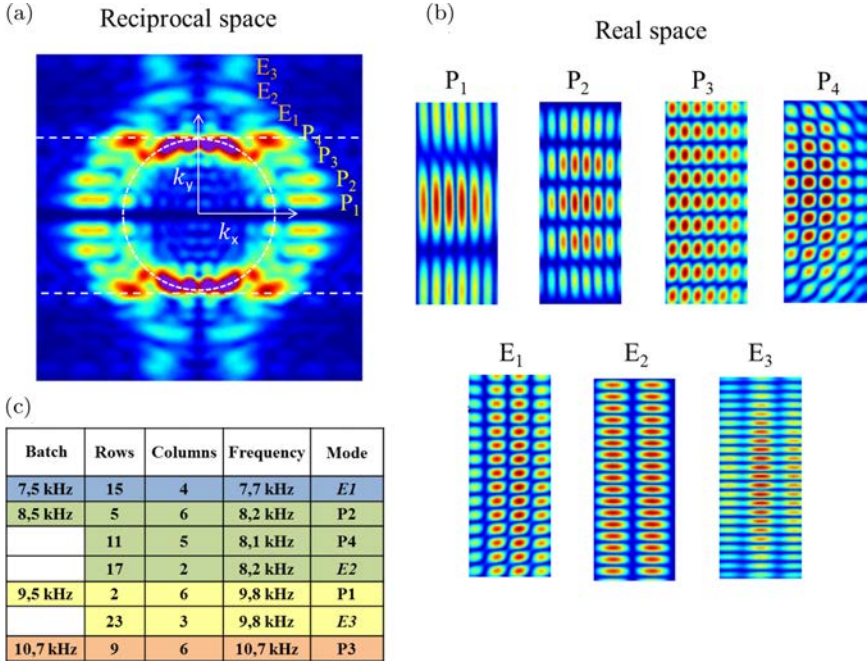 (a)
Reciprocal space
E3
E2
E1
P4
P3
P2
P1
ky
kx
(b)
Real space
P1 P2 P3 P4
E1 E2 E3
(c)
Batch Rows Columns Frequency Mode
7,5 kHz 15 4 7,7 kHz E1
8,5 kHz 5 6 8,2 kHz P2
11 5 8,1 kHz P4
17 2 8,2 kHz E2
9,5 kHz 2 6 9,8 kHz P1
23 3 9,8 kHz E3
10,7 kHz 9 6 10,7 kHz P3